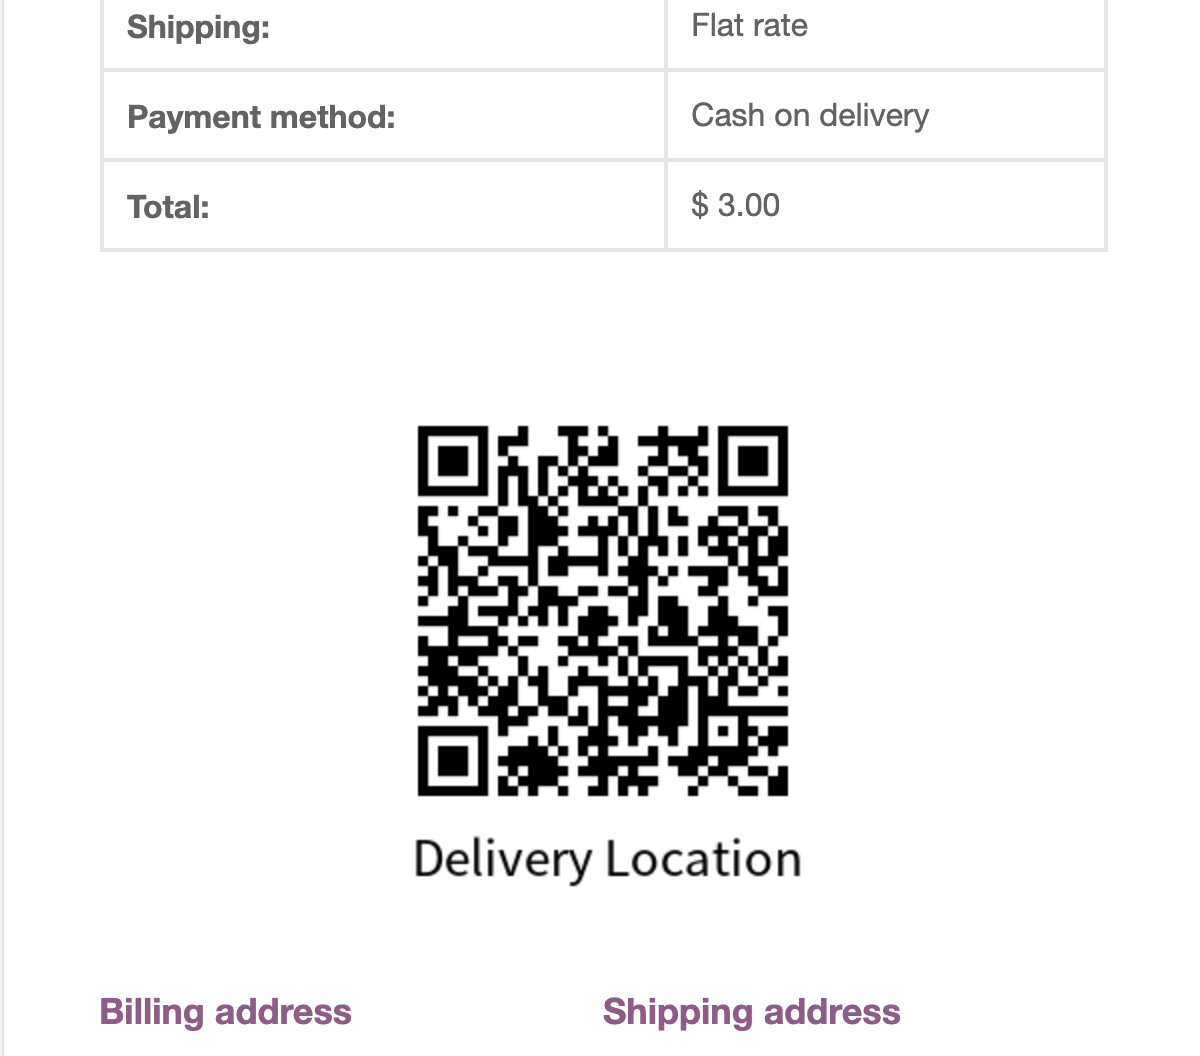 Shipping: Flat rate
Payment method: Cash on delivery
Total: $ 3.00
Delivery Location
Billing address Shipping address